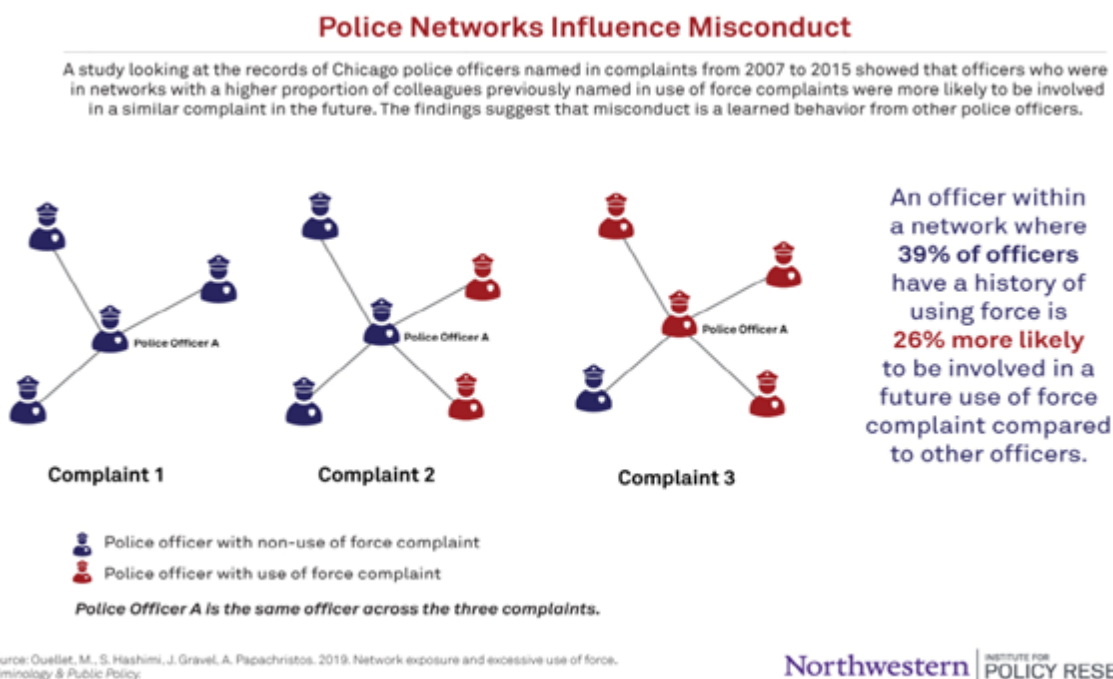 Police Networks Influence Misconduct
A study looking at the records of Chicago police officers named in complaints from 2007 to 2015 showed that officers who were
in networks with a higher proportion of colleagues previously named in use of force complaints were more likely to be involved
in a similar complaint in the future. The findings suggest that misconduct is a learned behavior from other police officers.
Police Officer A
Complaint 1
Police Officer A
Complaint 2
Police Officer A
Complaint 3
An officer within
a network where
39% of officers
have a history of
using force is
26% more likely
to be involved in a
future use of force
complaint compared
to other officers.
Police officer with non-use of force complaint
Police officer with use of force complaint
Police Officer A is the same officer across the three complaints.
urce: Ouellet, M., S. Hashimi, J. Gravel, A. Papachristos. 2019. Network exposure and excessive use of force.
iminology & Public Policy.
Northwestern
INSTITUTE FOR
POLICY RESE